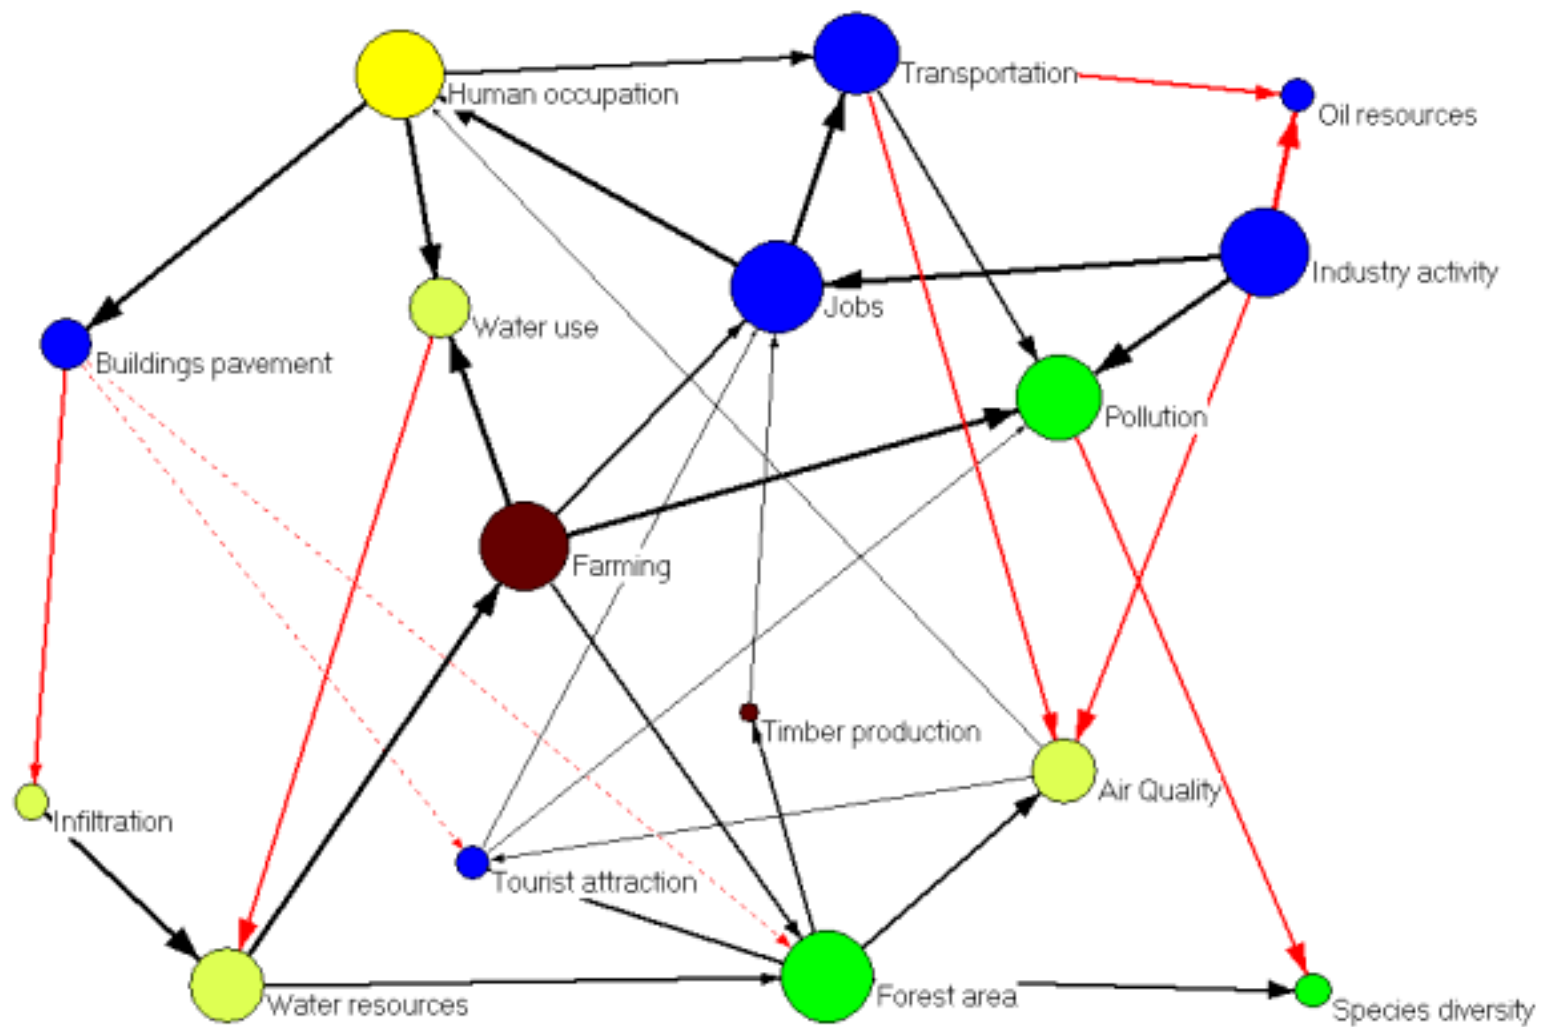 Transportation
Human occupation
Oil resources
Industry activity
Jobs
Water use
Buildings pavement
Pollution
Farming
Timber production
Air Quality
Infiltration
Tourist attraction
Forest area
Water resources
Species diversity